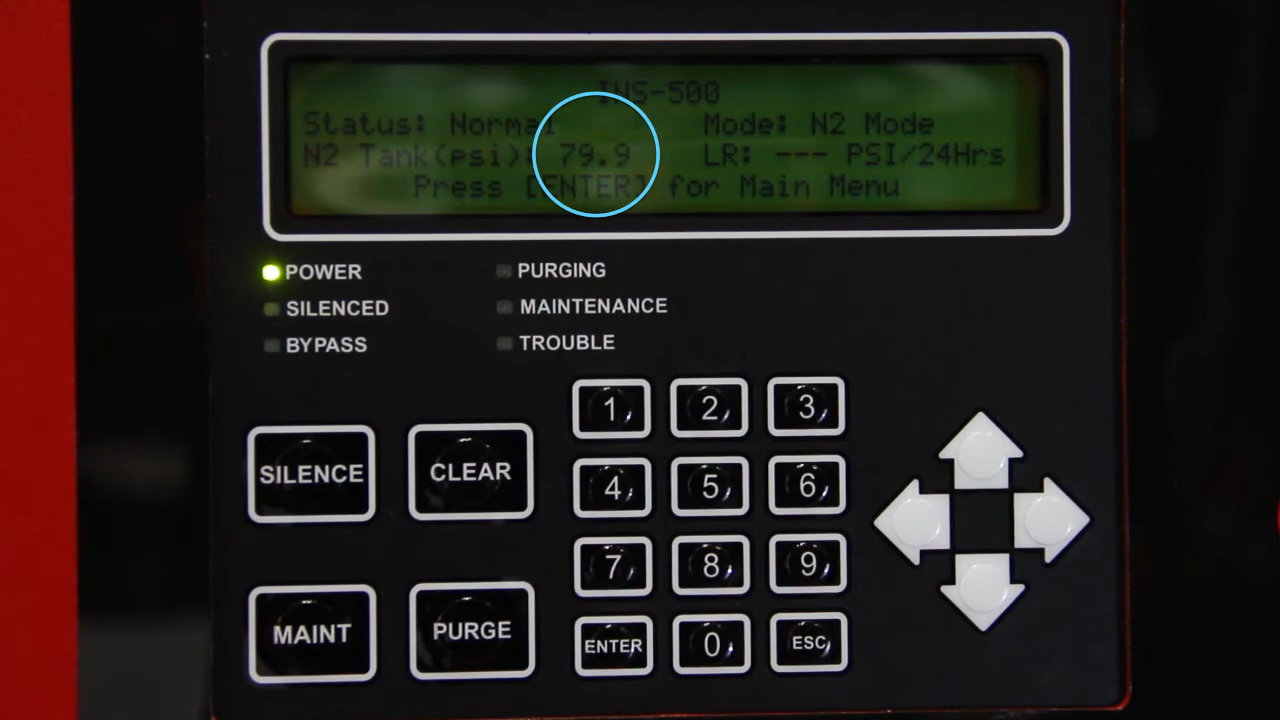 INS-500
Status: Normal Mode: N2 Mode
N2 Tank(psi): 79.9 LR: --- PSI/24Hrs
Press [ENTER] for Main Menu
POWER PURGING
SILENCED MAINTENANCE
BYPASS TROUBLE
SILENCE CLEAR 1 2 3
4 5 6
MAINT PURGE 7 8 9
ENTER 0 ESC